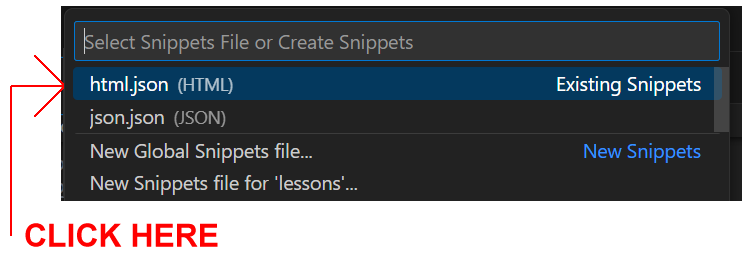 Select Snippets File or Create Snippets
html.json (HTML) Existing Snippets
json.json (JSON)
New Global Snippets file... New Snippets
New Snippets file for 'lessons'...
CLICK HERE